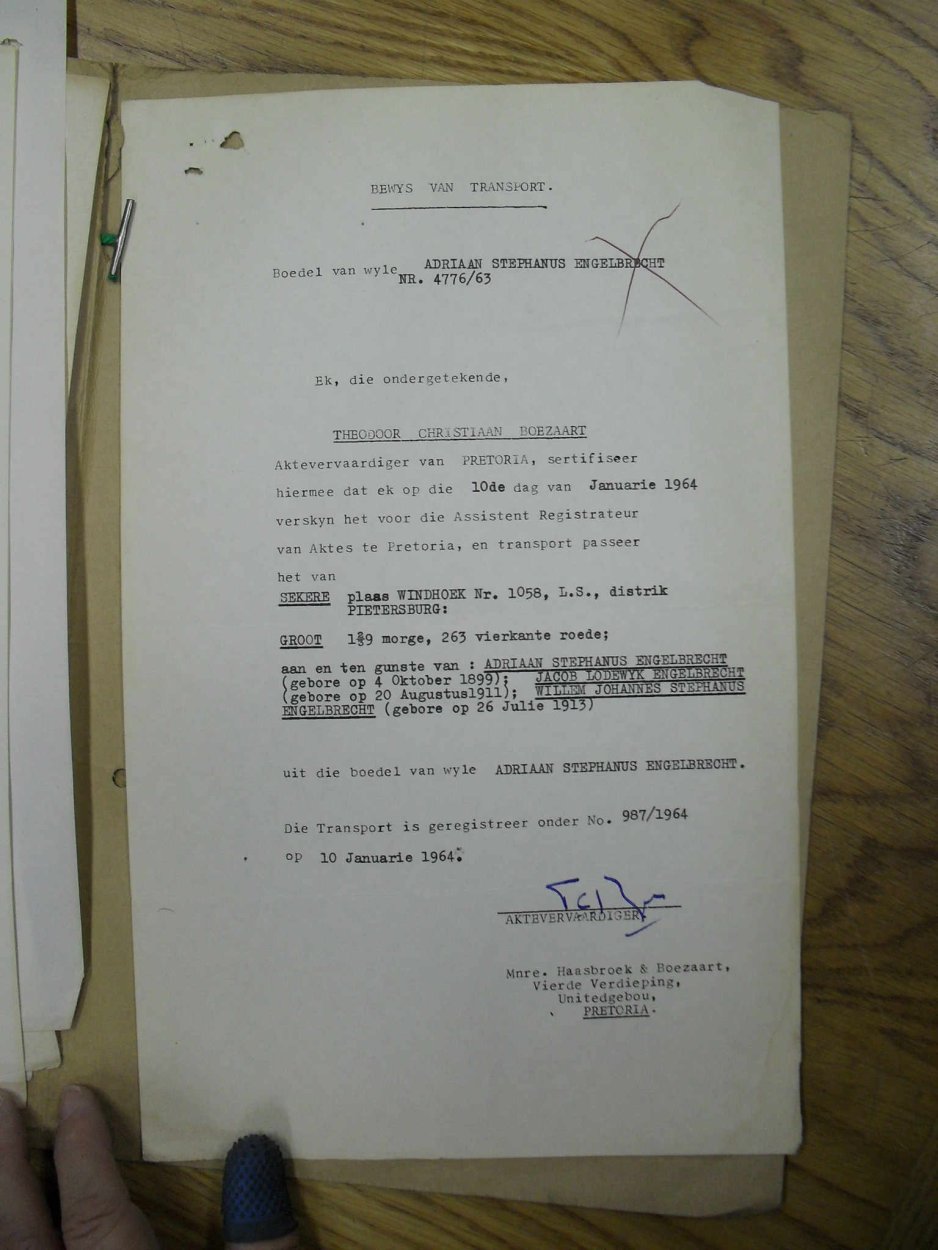 BEWYS VAN TRANSPORT.
Boedel van wyle ADRIAAN STEPHANUS ENGELBRECHT
NR. 4776/63
Ek, die ondergetekende,
THEODOOR CHRISTIAAN BOEZAART
Aktevervaardiger van PRETORIA, sertifiseer
hiermee dat ek op die 10de dag van Januarie 1964
verskyn het voor die Assistent Registrateur
van Aktes te Pretoria, en transport passeer
het van
SEKERE plaas WINDHOEK Nr. 1058, L.S., distrik
PIETERSBURG:
GROOT morge, 263 vierkante roede;
aan en ten gunste van : ADRIAAN STEPHANUS ENGELBRECHT
(gebore op 4 Oktober 1899); JACOB LODEWYK ENGELBRECHT
(gebore op 20 Augustus1911); WILLEM JOHANNES STEPHANUS
ENGELBRECHT (gebore op 26 Julie 1913)
uit die boedel van wyle ADRIAAN STEPHANUS ENGELBRECHT.
Die Transport is geregistreer onder No. 987/1964
op 10 Januarie 1964.
AKTEVERVAARDIGER
Mnre. Haasbroek & Boezaart,
Vierde Verdieping,
Unitedgebou,
PRETORIA.